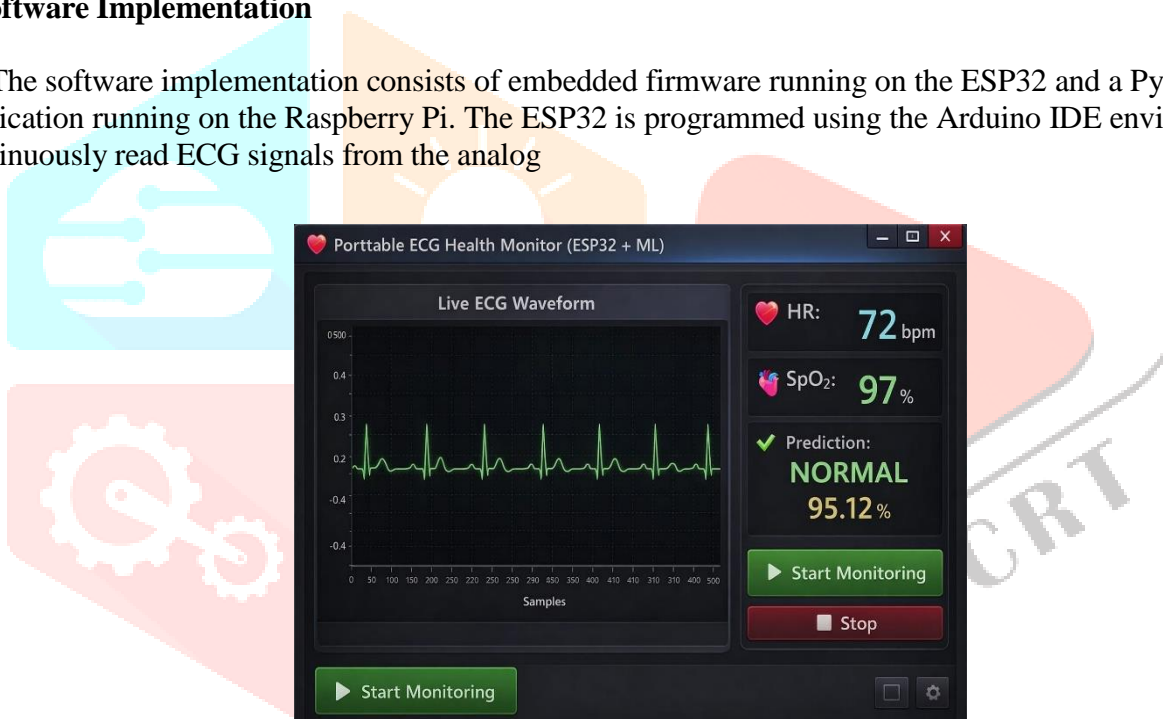 oftware Implementation
The software implementation consists of embedded firmware running on the ESP32 and a Py
ication running on the Raspberry Pi. The ESP32 is programmed using the Arduino IDE envi
inuously read ECG signals from the analog
Porttable ECG Health Monitor (ESP32 + ML)
Live ECG Waveform
0500
0.4
0.3
0.2
-0.4
-0.4
0 50 100 150 200 250 220 250 250 290 450 350 400 410 410 310 310 400 500
Samples
HR:
72 bpm
SpO₂:
97 %
Prediction:
NORMAL
95.12 %
Start Monitoring
Stop
Start Monitoring
CRT